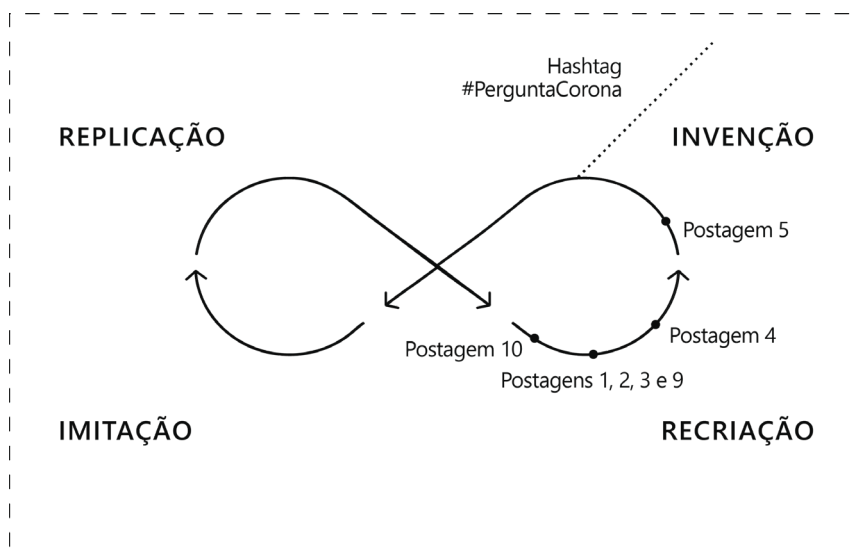 Hashtag
#PerguntaCorona
REPLICAÇÃO
INVENÇÃO
Postagem 5
Postagem 4
Postagem 10
Postagens 1, 2, 3 e 9
IMITAÇÃO
RECRIAÇÃO